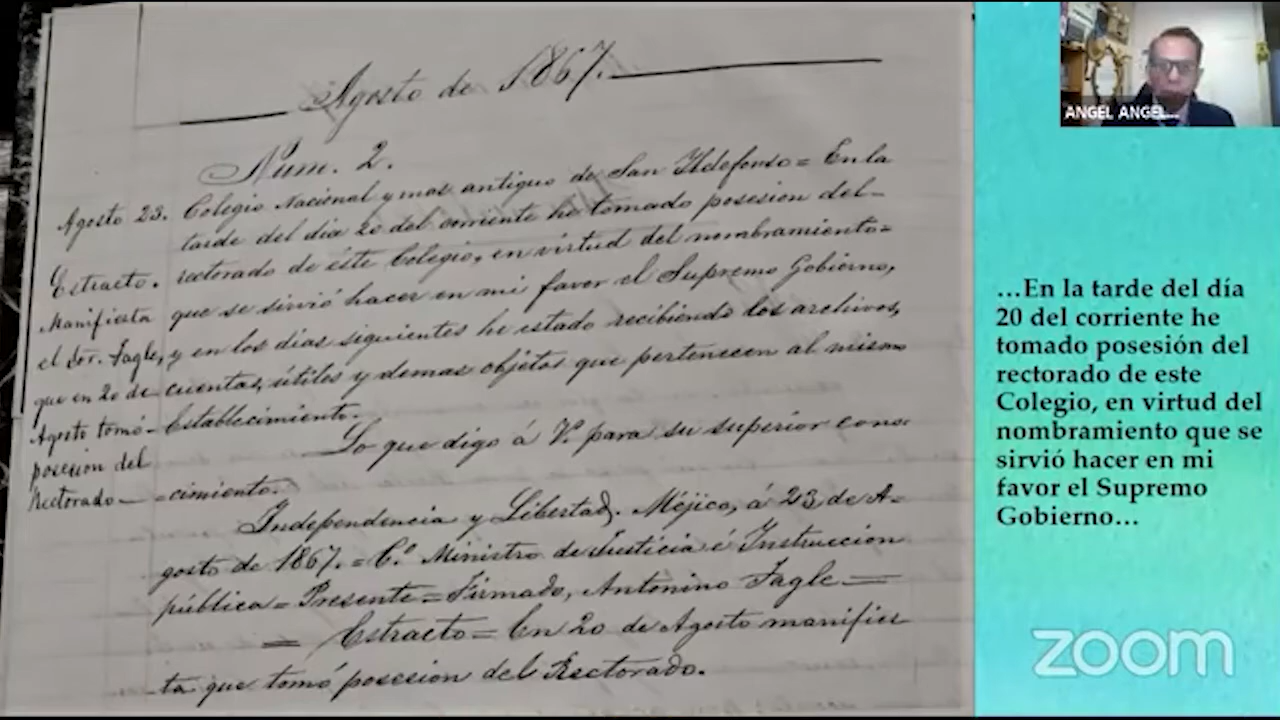 Agosto de 1867.
Núm. 2.
Agosto 23. Colegio Nacional y mas antiguo de San Ildefonso = En la
tarde del dia 20 del corriente he tomado posesion del
Estracto. rectorado de éste Colegio, en virtud del nombramiento=
Manifiesta que se sirvió hacer en mi favor el Supremo Gobierno,
el Sor. Tagle, y en los dias siguientes he estado recibiendo los archivos,
que en 20 de cuentas, útiles y demas objetos que pertenecen al mismo
Agosto tomó Establecimiento.
Lo que digo á V. para su superior cono-
posesion del
Rectorado cimiento.
Independencia y Libertad. Méjico, á 23, de A-
gosto de 1867. = C.º Ministro de Justicia é Instruccion
pública = Presente = Firmado, Antonino Tagle
= Estracto = En 20 de Agosto manifies
ta que tomó posesion del Rectorado.
ANGEL ANGEL...
...En la tarde del día
20 del corriente he
tomado posesión del
rectorado de este
Colegio, en virtud del
nombramiento que se
sirvió hacer en mi
favor el Supremo
Gobierno...
zoom